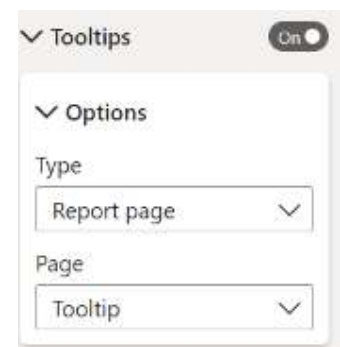 Tooltips
On
Options
Type
Report page
Page
Tooltip